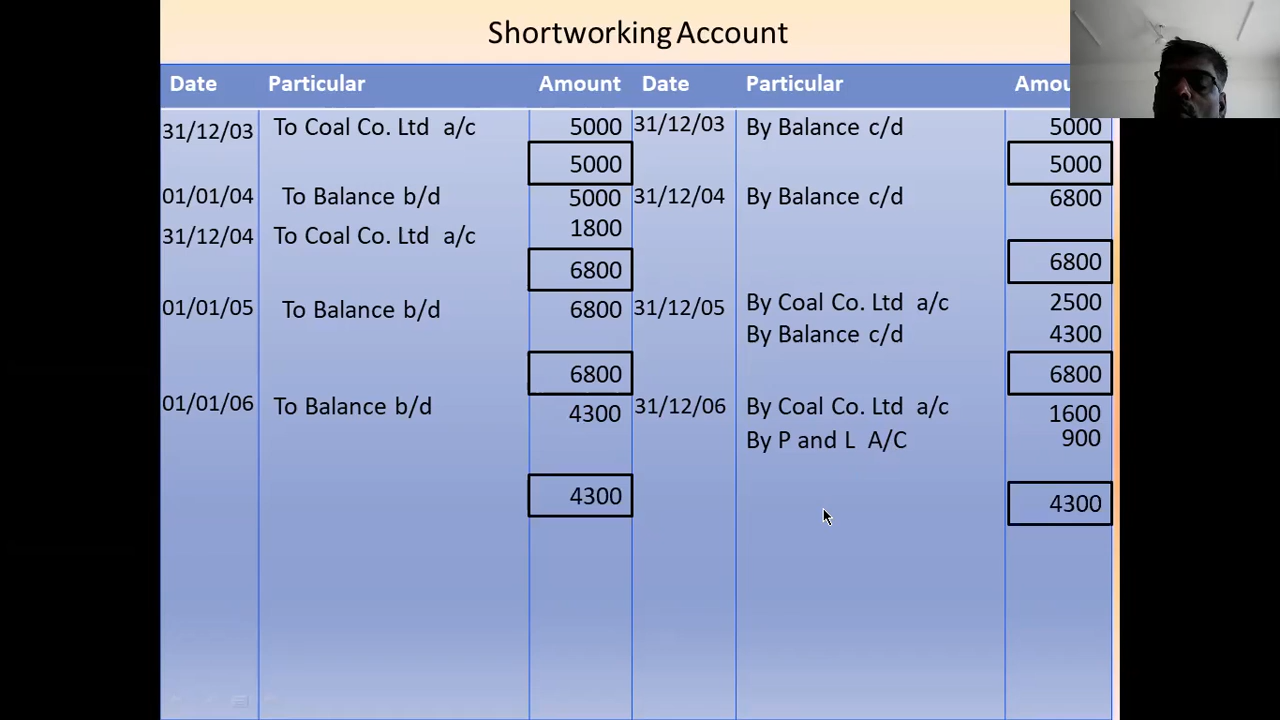 Shortworking Account
Date Particular Amount Date Particular Amou
31/12/03 To Coal Co. Ltd a/c 5000 31/12/03 By Balance c/d 5000
5000 5000
01/01/04 To Balance b/d 5000 31/12/04 By Balance c/d 6800
31/12/04 To Coal Co. Ltd a/c 1800
6800 6800
01/01/05 To Balance b/d 6800 31/12/05 By Coal Co. Ltd a/c 2500
By Balance c/d 4300
6800 6800
01/01/06 To Balance b/d 4300 31/12/06 By Coal Co. Ltd a/c 1600
By P and L A/C 900
4300 4300